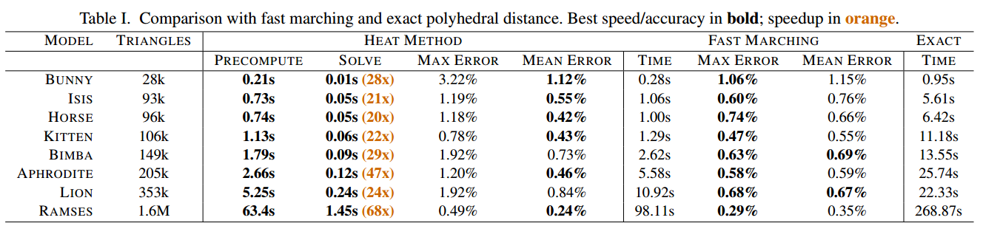 Table I. Comparison with fast marching and exact polyhedral distance. Best speed/accuracy in bold; speedup in orange.
MODEL TRIANGLES HEAT METHOD FAST MARCHING EXACT
PRECOMPUTE SOLVE MAX ERROR MEAN ERROR TIME MAX ERROR MEAN ERROR TIME
BUNNY 28k 0.21s 0.01s (28x) 3.22% 1.12% 0.28s 1.06% 1.15% 0.95s
ISIS 93k 0.73s 0.05s (21x) 1.19% 0.55% 1.06s 0.60% 0.76% 5.61s
HORSE 96k 0.74s 0.05s (20x) 1.18% 0.42% 1.00s 0.74% 0.66% 6.42s
KITTEN 106k 1.13s 0.06s (22x) 0.78% 0.43% 1.29s 0.47% 0.55% 11.18s
BIMBA 149k 1.79s 0.09s (29x) 1.92% 0.73% 2.62s 0.63% 0.69% 13.55s
APHRODITE 205k 2.66s 0.12s (47x) 1.20% 0.46% 5.58s 0.58% 0.59% 25.74s
LION 353k 5.25s 0.24s (24x) 1.92% 0.84% 10.92s 0.68% 0.67% 22.33s
RAMSES 1.6M 63.4s 1.45s (68x) 0.49% 0.24% 98.11s 0.29% 0.35% 268.87s